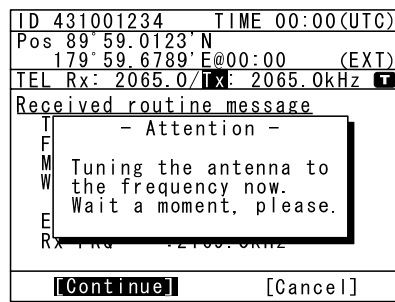 ID 431001234 TIME 00:00(UTC)
Pos 89°59.0123'N
179°59.6789'E@00:00 (EXT)
TEL Rx: 2065.0/Tx: 2065.0kHz T
Received routine message
T
F
M
W
- Attention -
Tuning the antenna to
the frequency now.
Wait a moment, please.
E
[Continue] [Cancel]